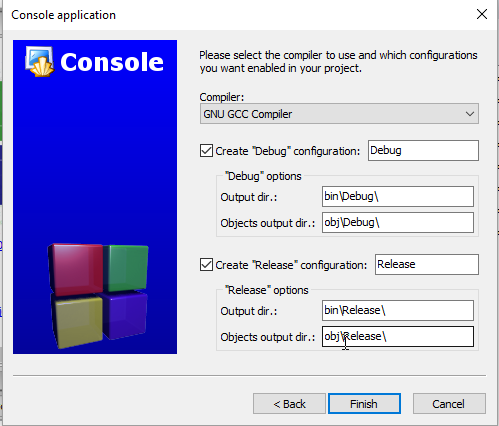 Console application
Console
Please select the compiler to use and which configurations
you want enabled in your project.
Compiler:
GNU GCC Compiler
Create "Debug" configuration: Debug
"Debug" options
Output dir.: bin\Debug\
Objects output dir.: obj\Debug\
Create "Release" configuration: Release
"Release" options
Output dir.: bin\Release\
Objects output dir.: obj\Release\
< Back Finish Cancel